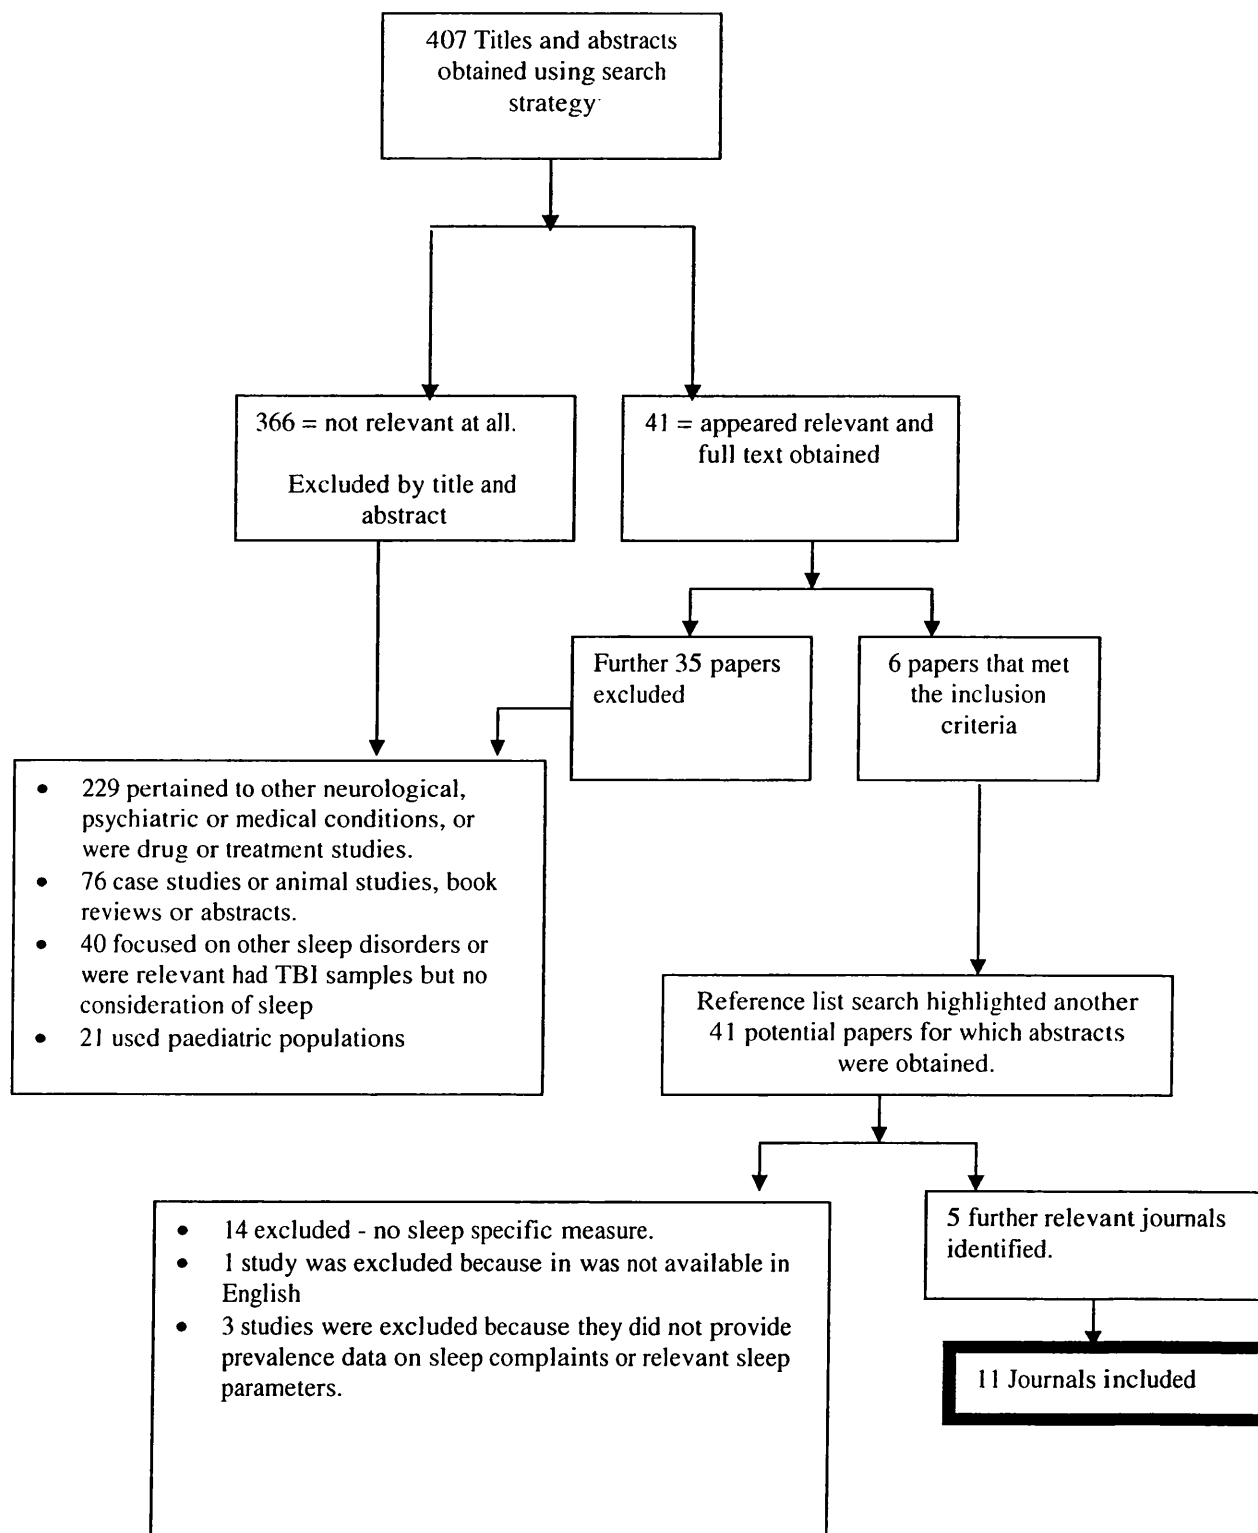 407 Titles and abstracts
obtained using search
strategy
366 = not relevant at all.
Excluded by title and
abstract
41 = appeared relevant and
full text obtained
Further 35 papers
excluded
6 papers that met
the inclusion
criteria
• 229 pertained to other neurological,
psychiatric or medical conditions, or
were drug or treatment studies.
• 76 case studies or animal studies, book
reviews or abstracts.
• 40 focused on other sleep disorders or
were relevant had TBI samples but no
consideration of sleep
• 21 used paediatric populations
Reference list search highlighted another
41 potential papers for which abstracts
were obtained.
• 14 excluded - no sleep specific measure.
• 1 study was excluded because in was not available in
English
• 3 studies were excluded because they did not provide
prevalence data on sleep complaints or relevant sleep
parameters.
5 further relevant journals
identified.
11 Journals included